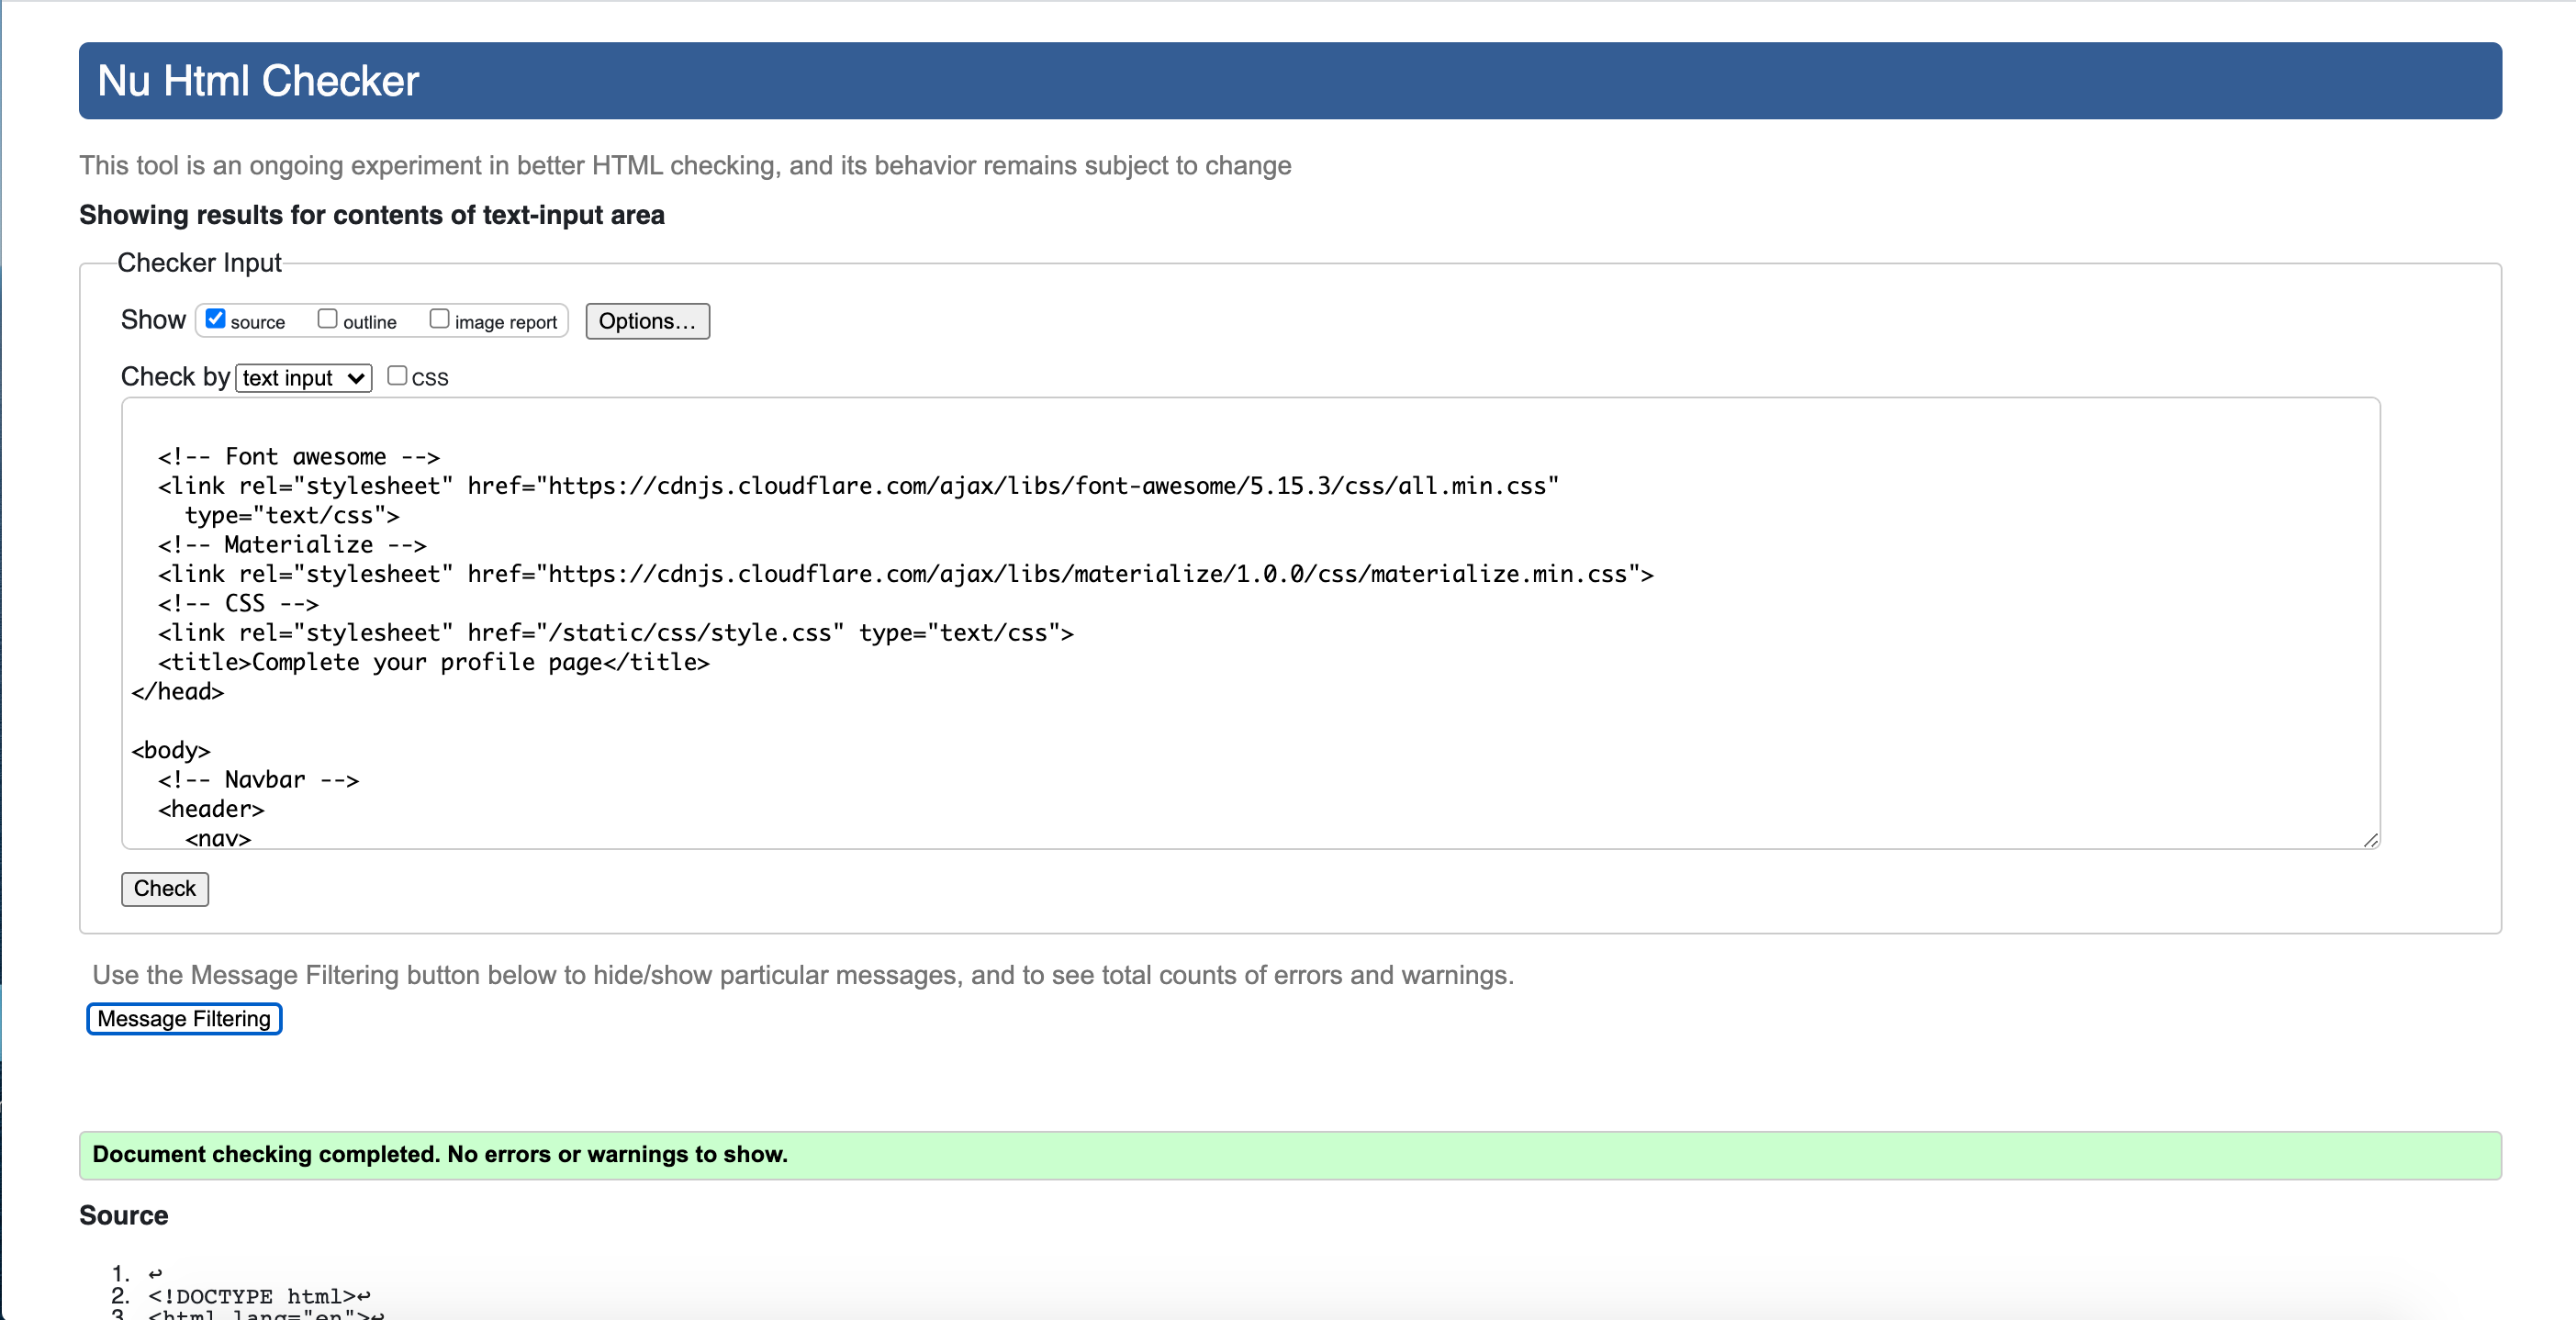 Nu Html Checker
This tool is an ongoing experiment in better HTML checking, and its behavior remains subject to change
Showing results for contents of text-input area
Checker Input
Show source outline image report Options...
Check by text input CSS
<!-- Font awesome -->
<link rel="stylesheet" href="https://cdnjs.cloudflare.com/ajax/libs/font-awesome/5.15.3/css/all.min.css"
type="text/css">
<!-- Materialize -->
<link rel="stylesheet" href="https://cdnjs.cloudflare.com/ajax/libs/materialize/1.0.0/css/materialize.min.css">
<!-- CSS -->
<link rel="stylesheet" href="/static/css/style.css" type="text/css">
<title>Complete your profile page</title>
</head>
<body>
<!-- Navbar -->
<header>
<nav>
Check
Use the Message Filtering button below to hide/show particular messages, and to see total counts of errors and warnings.
Message Filtering
Document checking completed. No errors or warnings to show.
Source
1. ↩
2. <!DOCTYPE html>↩
3. <html lang="en">↩